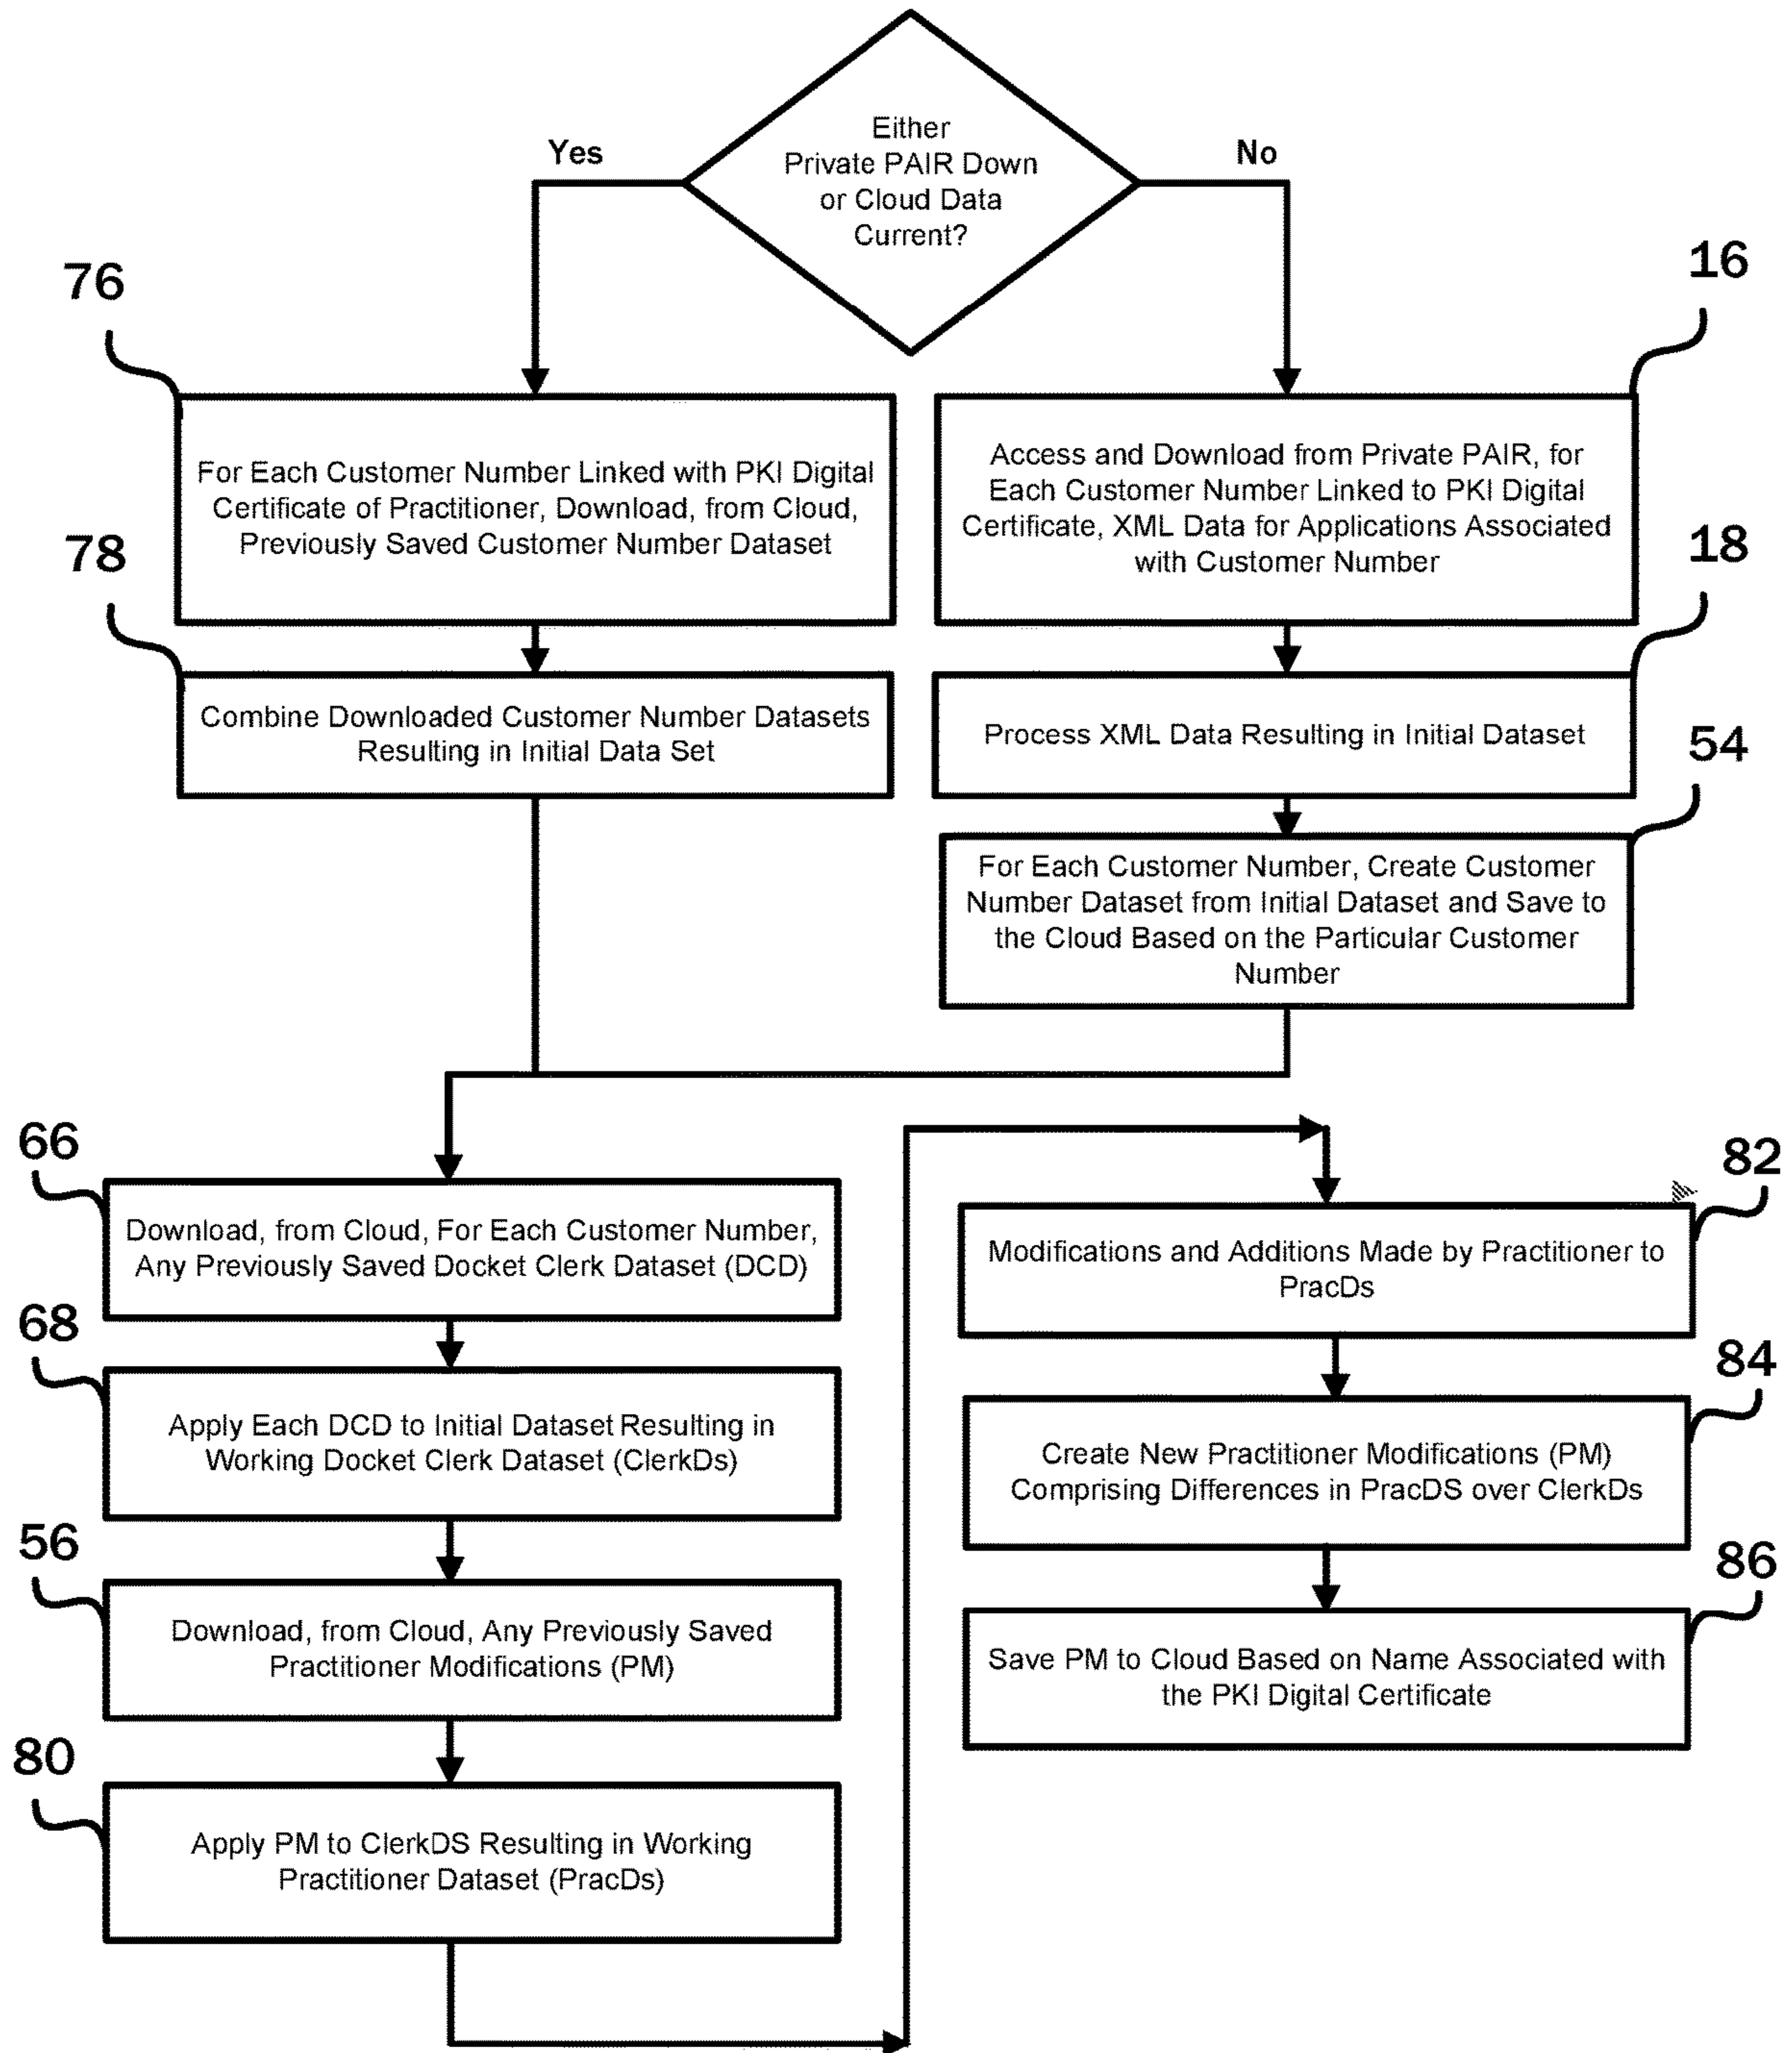 Either
Private PAIR Down
or Cloud Data
Current?
Yes
No
76
16
For Each Customer Number Linked with PKI Digital
Certificate of Practitioner, Download, from Cloud,
Previously Saved Customer Number Dataset
Access and Download from Private PAIR, for
Each Customer Number Linked to PKI Digital
Certificate, XML Data for Applications Associated
with Customer Number
78
18
Combine Downloaded Customer Number Datasets
Resulting in Initial Data Set
Process XML Data Resulting in Initial Dataset
54
For Each Customer Number, Create Customer
Number Dataset from Initial Dataset and Save to
the Cloud Based on the Particular Customer
Number
66
Download, from Cloud, For Each Customer Number,
Any Previously Saved Docket Clerk Dataset (DCD)
68
Apply Each DCD to Initial Dataset Resulting in
Working Docket Clerk Dataset (ClerkDs)
56
Download, from Cloud, Any Previously Saved
Practitioner Modifications (PM)
80
Apply PM to ClerkDS Resulting in Working
Practitioner Dataset (PracDs)
82
Modifications and Additions Made by Practitioner to
PracDs
84
Create New Practitioner Modifications (PM)
Comprising Differences in PracDS over ClerkDs
86
Save PM to Cloud Based on Name Associated with
the PKI Digital Certificate